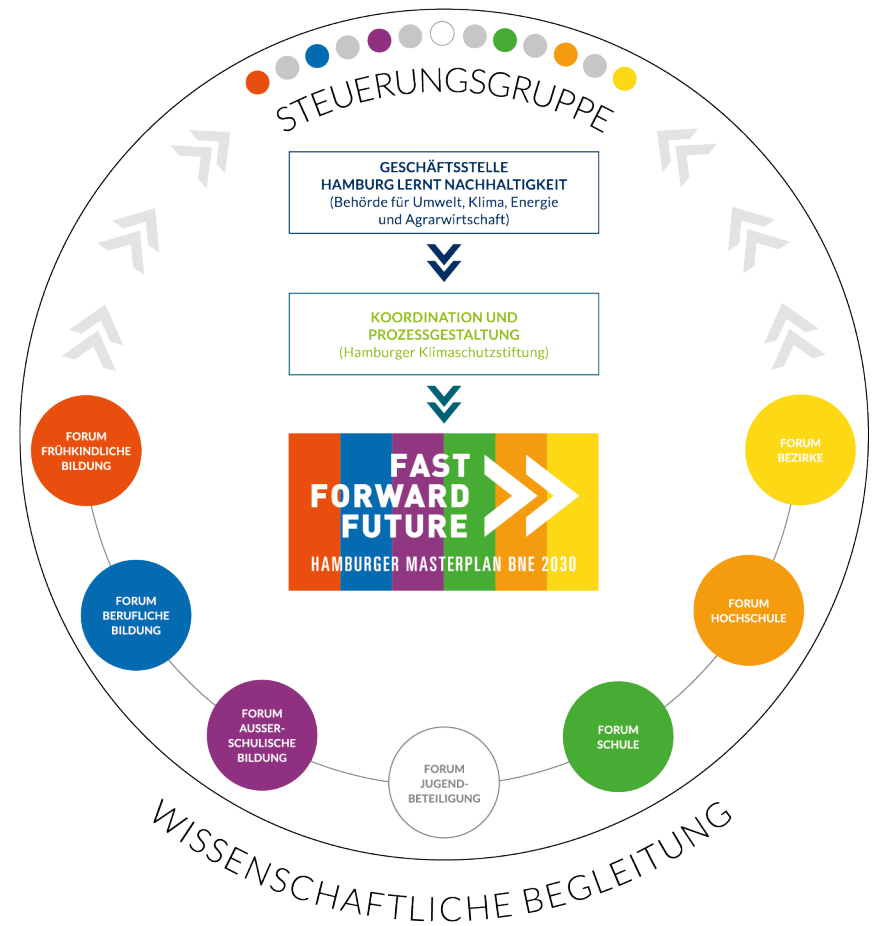 STEUERUNGSGRUPPE
GESCHÄFTSSTELLE
HAMBURG LERNT NACHHALTIGKEIT
(Behörde für Umwelt, Klima, Energie
und Agrarwirtschaft)
KOORDINATION UND
PROZESSGESTALTUNG
(Hamburger Klimaschutzstiftung)
FAST
FORWARD
FUTURE
HAMBURGER MASTERPLAN BNE 2030
FORUM
FRÜHKINDLICHE
BILDUNG
FORUM
BERUFLICHE
BILDUNG
FORUM
AUSSER-
SCHULISCHE
BILDUNG
FORUM
JUGEND-
BETEILIGUNG
FORUM
SCHULE
FORUM
HOCHSCHULE
FORUM
BEZIRKE
WISSENSCHAFTLICHE BEGLEITUNG